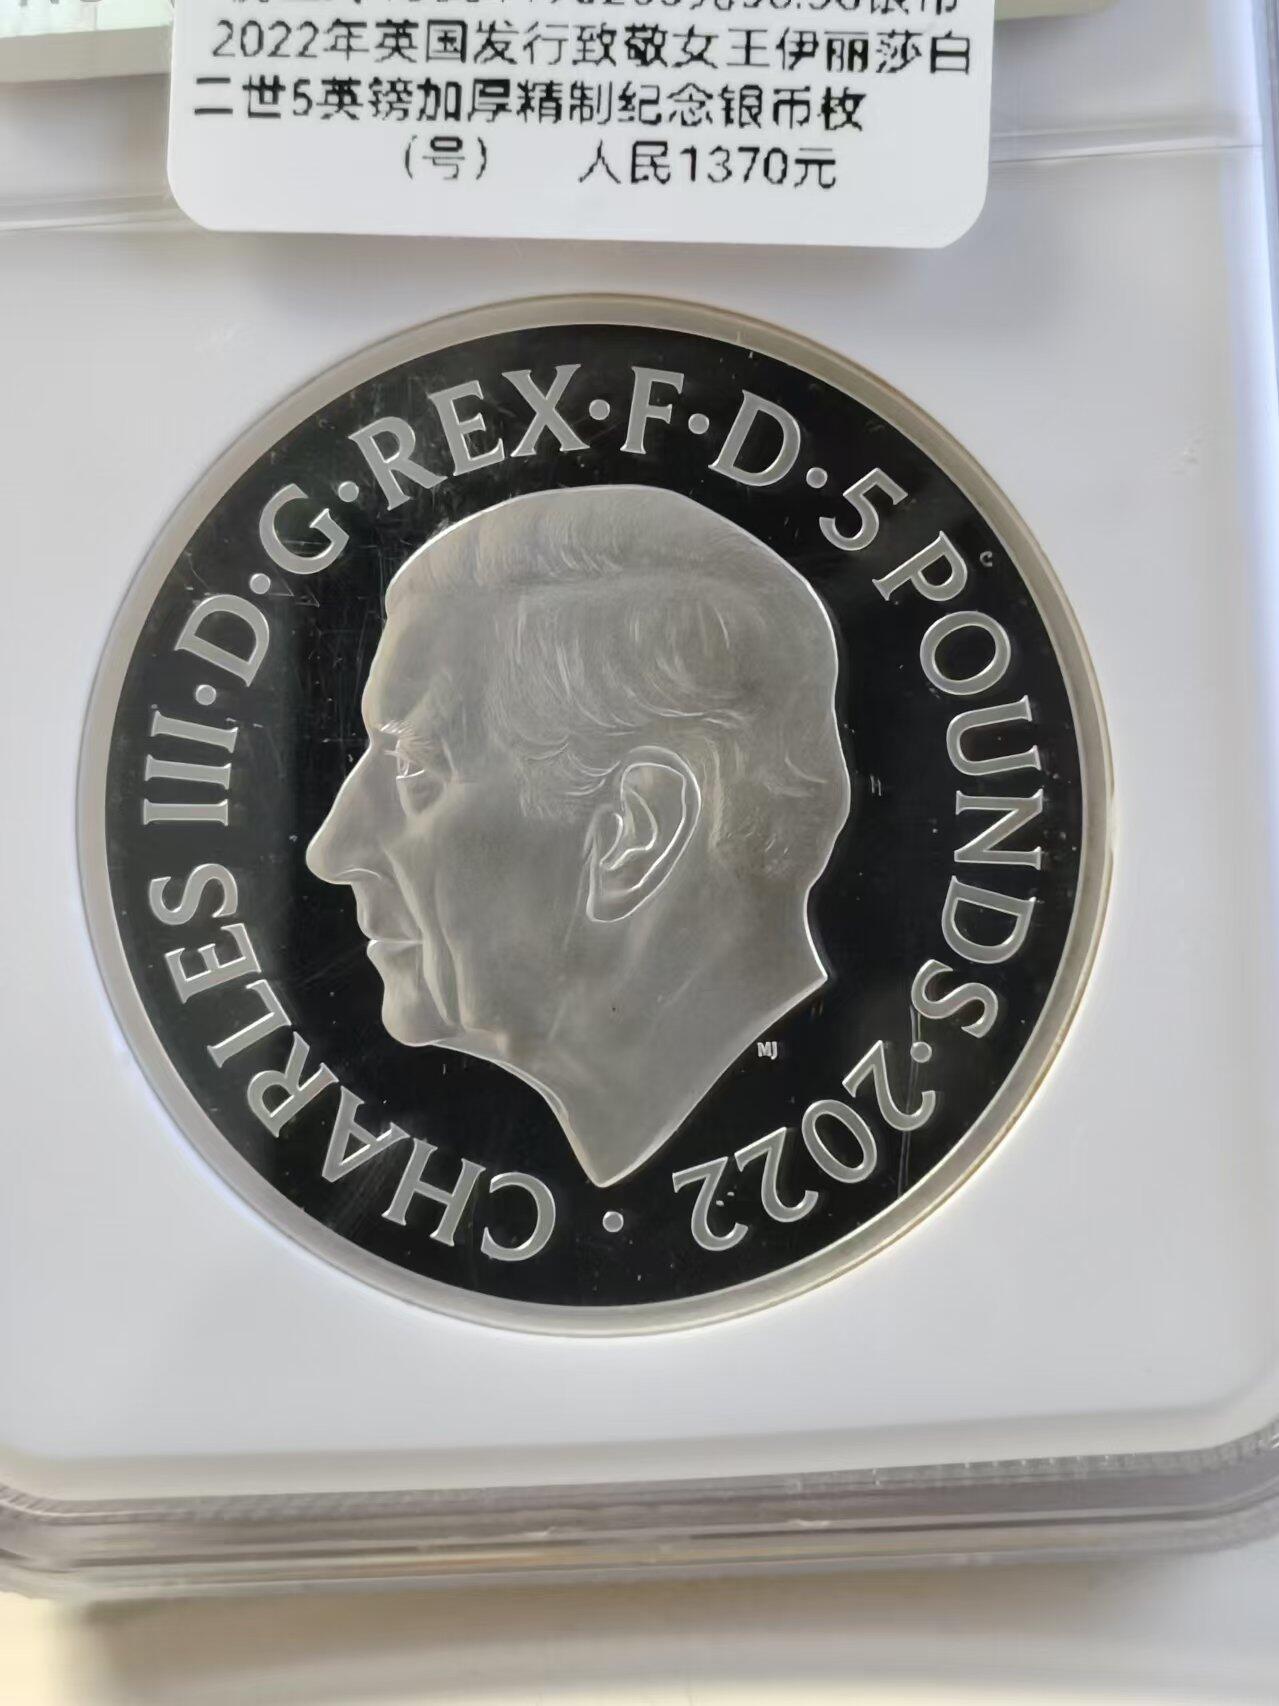 2022年英国发行致敬女王伊丽莎白
二世5英镑加厚精制纪念银币枚
(号) 人民1370元
CHARLES III·D·G·REX·F·D·5 POUNDS·2022·
MJ